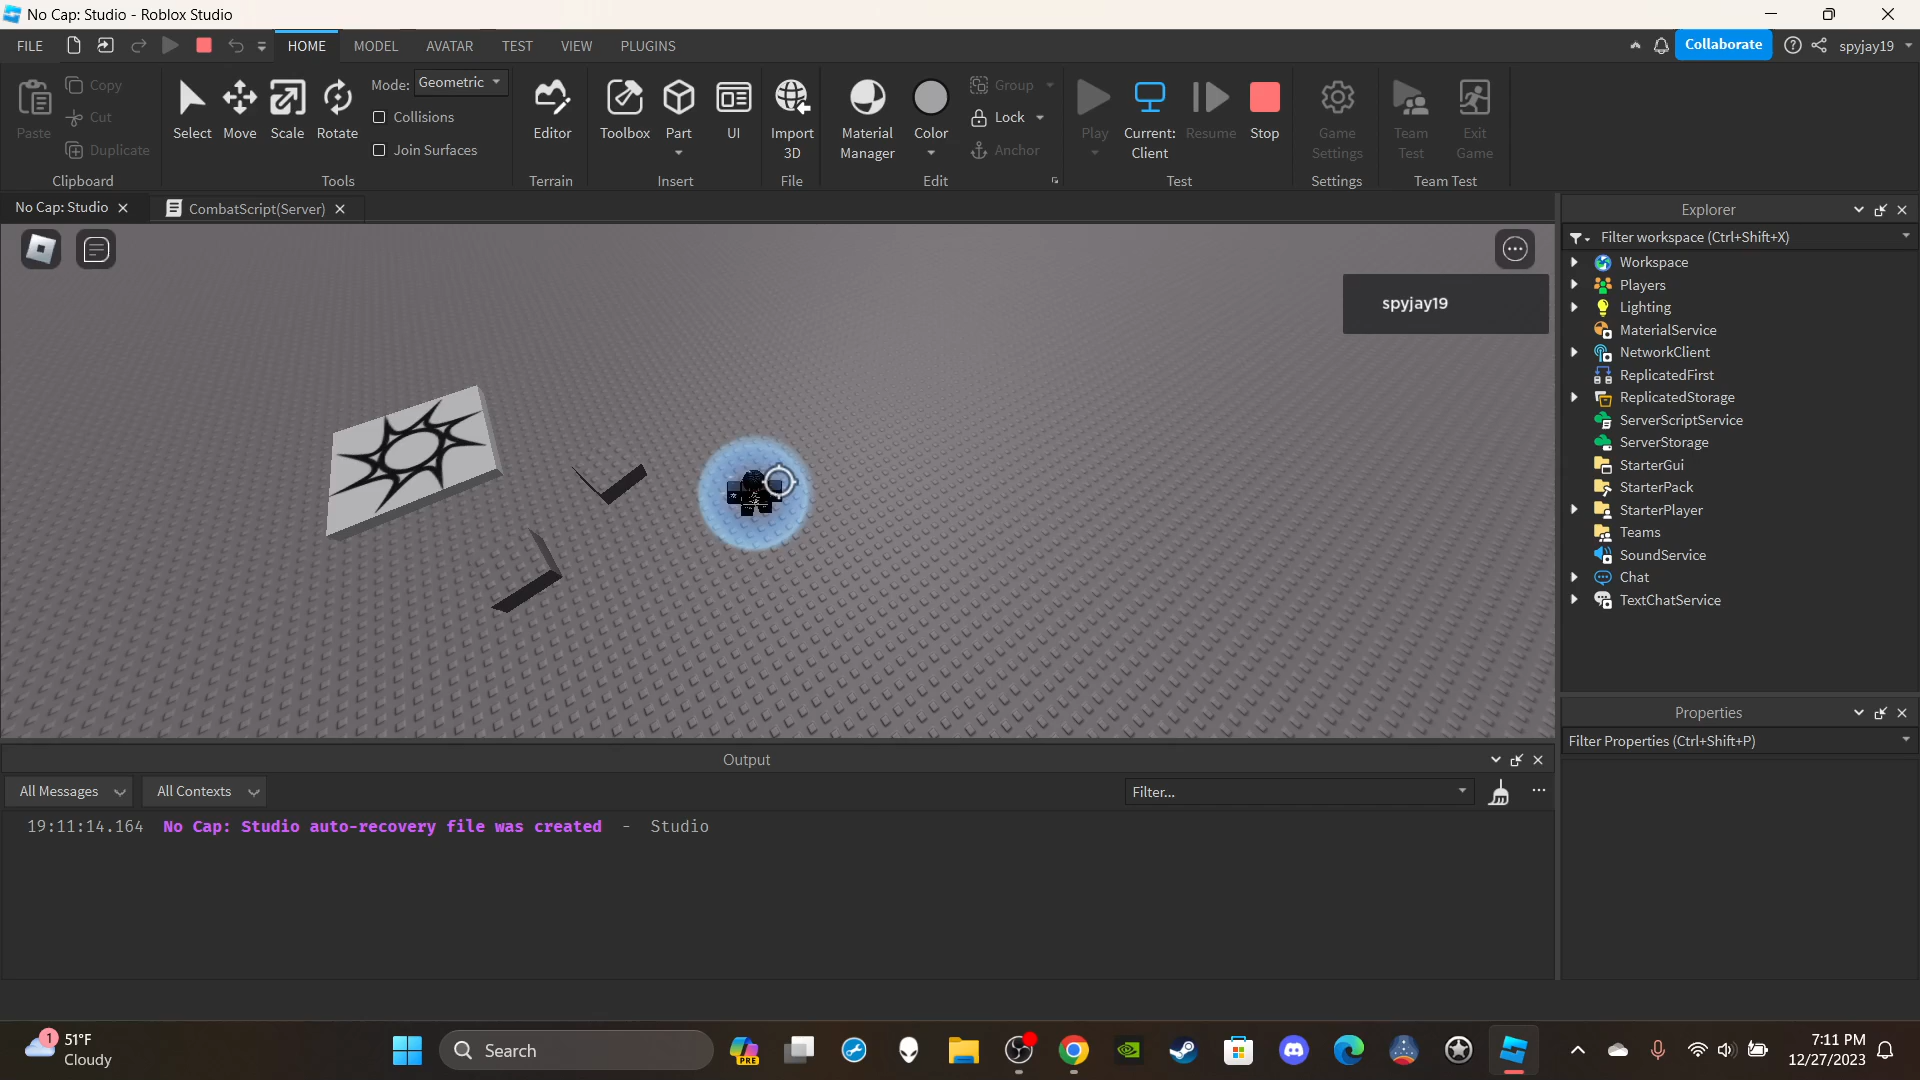 No Cap: Studio - Roblox Studio
FILE HOME MODEL AVATAR TEST VIEW PLUGINS Collaborate spyjay19
Paste Copy Cut Duplicate
Clipboard
Select Move Scale Rotate
Mode: Geometric
Collisions
Join Surfaces
Tools
Editor
Terrain
Toolbox Part UI
Insert
Import
3D
File
Material
Manager
Color
Group
Lock
Anchor
Edit
Play
Current:
Client
Resume Stop
Test
Game
Settings
Settings
Team
Test
Exit
Game
Team Test
No Cap: Studio CombatScript(Server)
spyjay19
Explorer
Filter workspace (Ctrl+Shift+X)
Workspace
Players
Lighting
MaterialService
NetworkClient
ReplicatedFirst
ReplicatedStorage
ServerScriptService
ServerStorage
StarterGui
StarterPack
StarterPlayer
Teams
SoundService
Chat
TextChatService
Properties
Filter Properties (Ctrl+Shift+P)
Output
All Messages All Contexts Filter...
19:11:14.164 No Cap: Studio auto-recovery file was created - Studio
1
51°F
Cloudy
Search
PRE
7:11 PM
12/27/2023